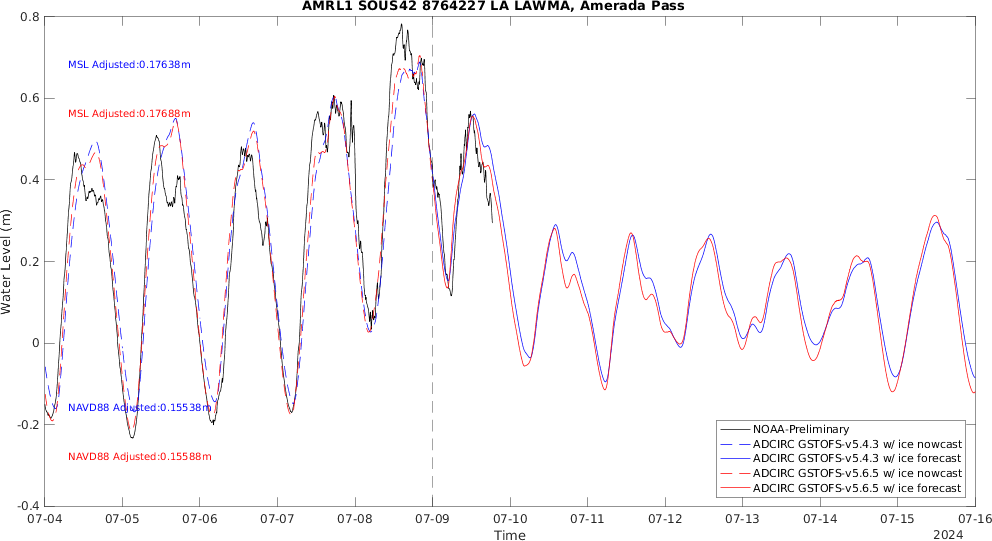 AMRL1 SOUS42 8764227 LA LAWMA, Amerada Pass
0.8
0.6
0.4
0.2
0
-0.2
-0.4
Water Level (m)
MSL Adjusted:0.17638m
MSL Adjusted:0.17688m
NAVD88 Adjusted:0.15538m
NAVD88 Adjusted:0.15588m
NOAA-Preliminary
ADCIRC GSTOFS-v5.4.3 w/ ice nowcast
ADCIRC GSTOFS-v5.4.3 w/ ice forecast
ADCIRC GSTOFS-v5.6.5 w/ ice nowcast
ADCIRC GSTOFS-v5.6.5 w/ ice forecast
07-04 07-05 07-06 07-07 07-08 07-09 07-10 07-11 07-12 07-13 07-14 07-15 07-16
Time
2024